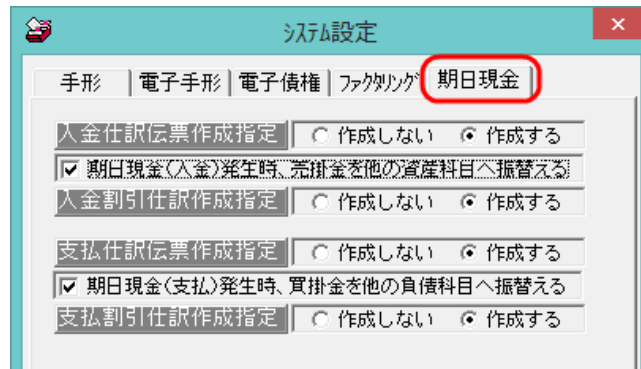 システム設定
手形 電子手形 電子債権 ファクタリング 期日現金
入金仕訳伝票作成指定 作成しない 作成する
期日現金(入金)発生時、売掛金を他の資産科目へ振替える
入金割引仕訳作成指定 作成しない 作成する
支払仕訳伝票作成指定 作成しない 作成する
期日現金(支払)発生時、買掛金を他の負債科目へ振替える
支払割引仕訳作成指定 作成しない 作成する